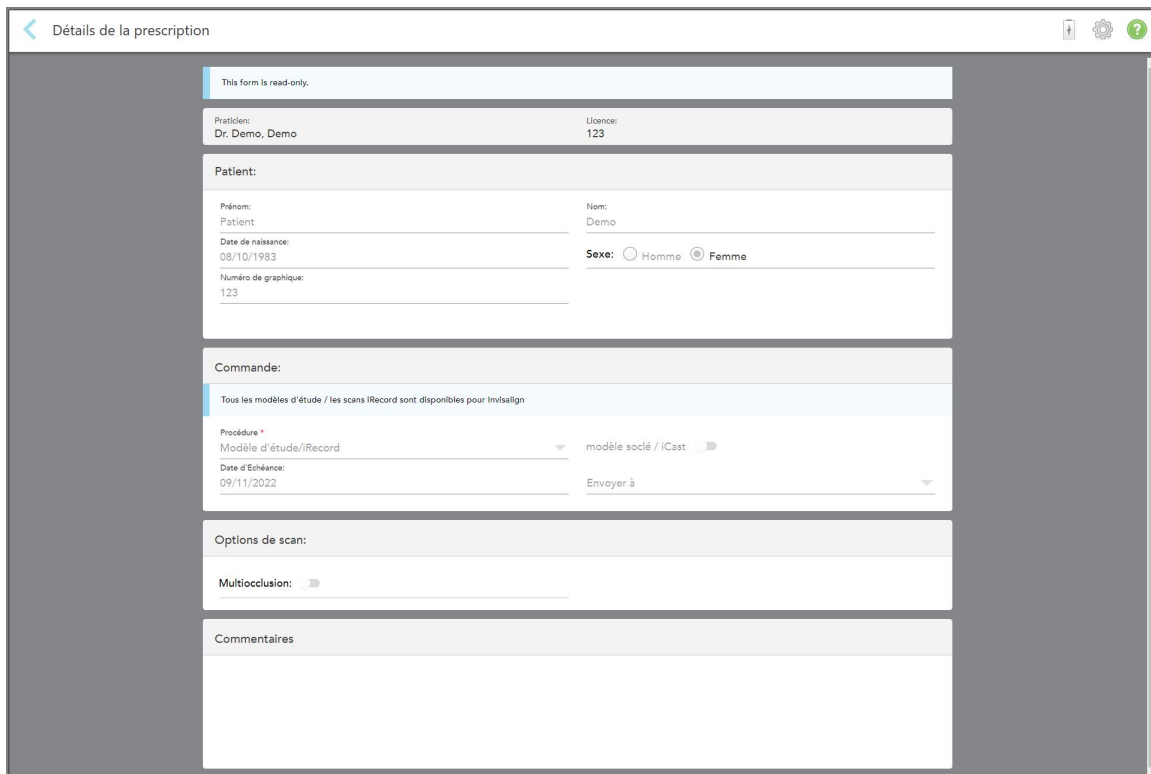 Détails de la prescription
?
This form is read-only.
Praticien: Licence:
Dr. Demo, Demo 123
Patient:
Prénom: Nom:
Patient Demo
Date de naissance:
08/10/1983 Sexe: Homme Femme
Numéro de graphique:
123
Commande:
Tous les modèles d'étude / les scans iRecord sont disponibles pour Invisalign
Procédure *
Modèle d'étude/iRecord modèle soclé / iCast
Date d'Echéance:
09/11/2022 Envoyer à
Options de scan:
Multiocclusion:
Commentaires